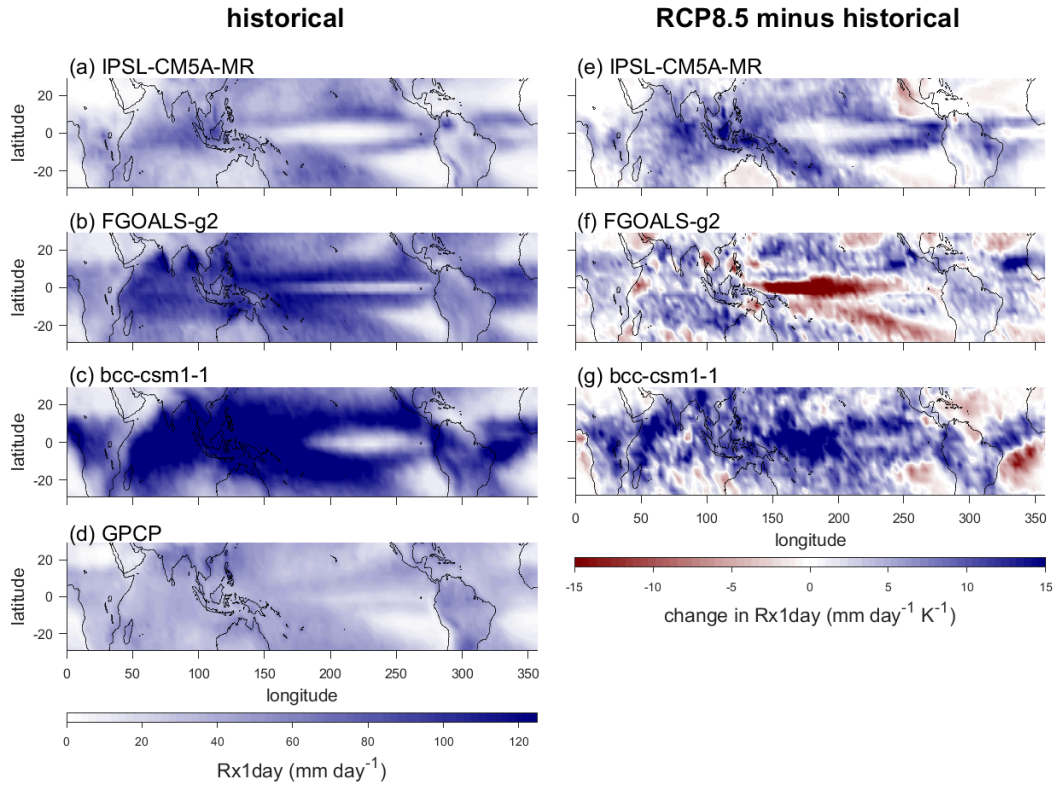 historical
RCP8.5 minus historical
(a) IPSL-CM5A-MR
latitude
20
0
-20
(e) IPSL-CM5A-MR
(b) FGOALS-g2
latitude
20
0
-20
(f) FGOALS-g2
(c) bcc-csm1-1
latitude
20
0
-20
(g) bcc-csm1-1
0 50 100 150 200 250 300 350
longitude
-15 -10 -5 0 5 10 15
change in Rx1day (mm day⁻¹ K⁻¹)
(d) GPCP
latitude
20
0
-20
0 50 100 150 200 250 300 350
longitude
0 20 40 60 80 100 120
Rx1day (mm day⁻¹)